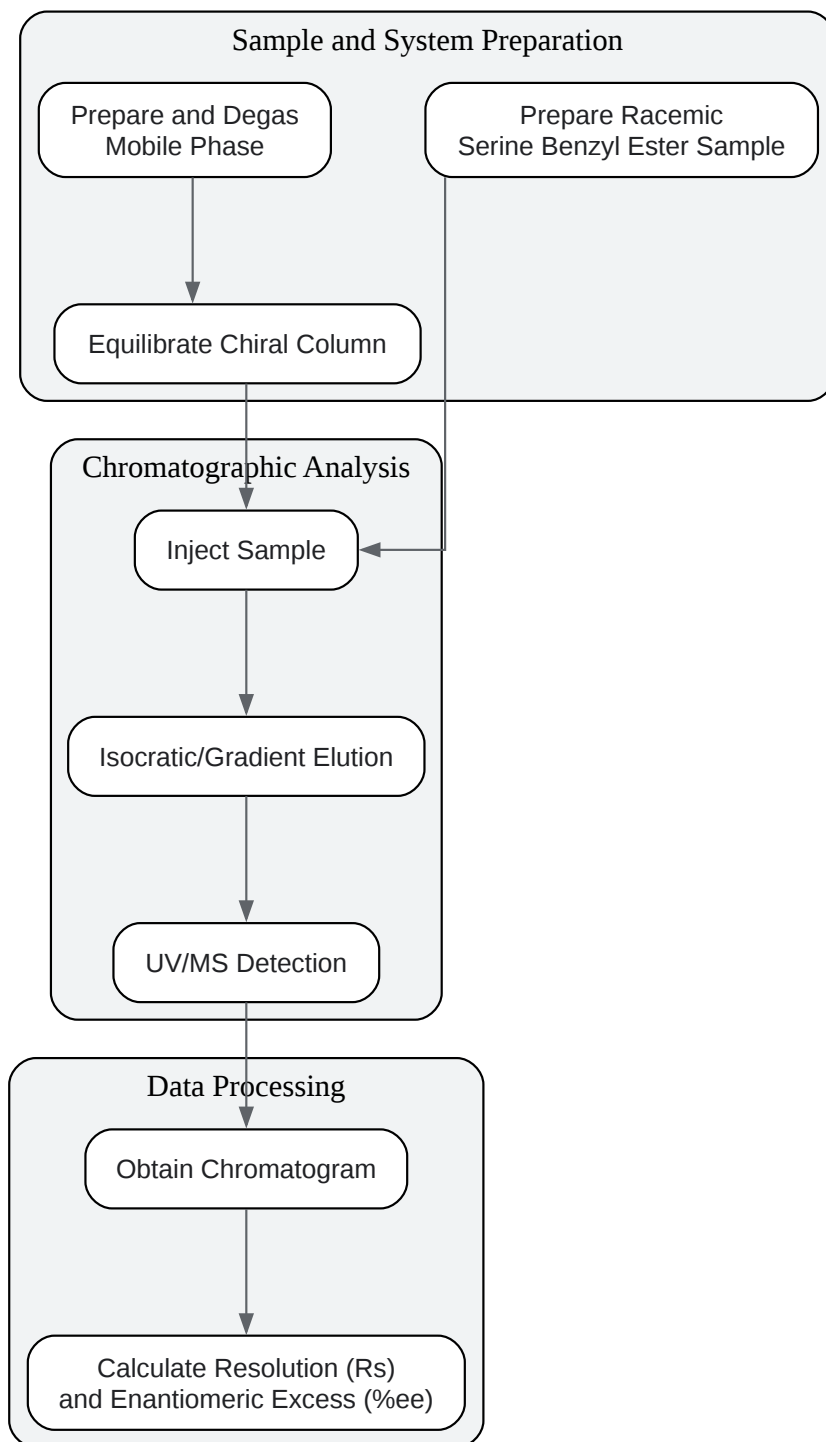 Sample and System Preparation
Prepare and Degas
Mobile Phase
Prepare Racemic
Serine Benzyl Ester Sample
Equilibrate Chiral Column
Chromatographic Analysis
Inject Sample
Isocratic/Gradient Elution
UV/MS Detection
Data Processing
Obtain Chromatogram
Calculate Resolution (Rs)
and Enantiomeric Excess (%ee)